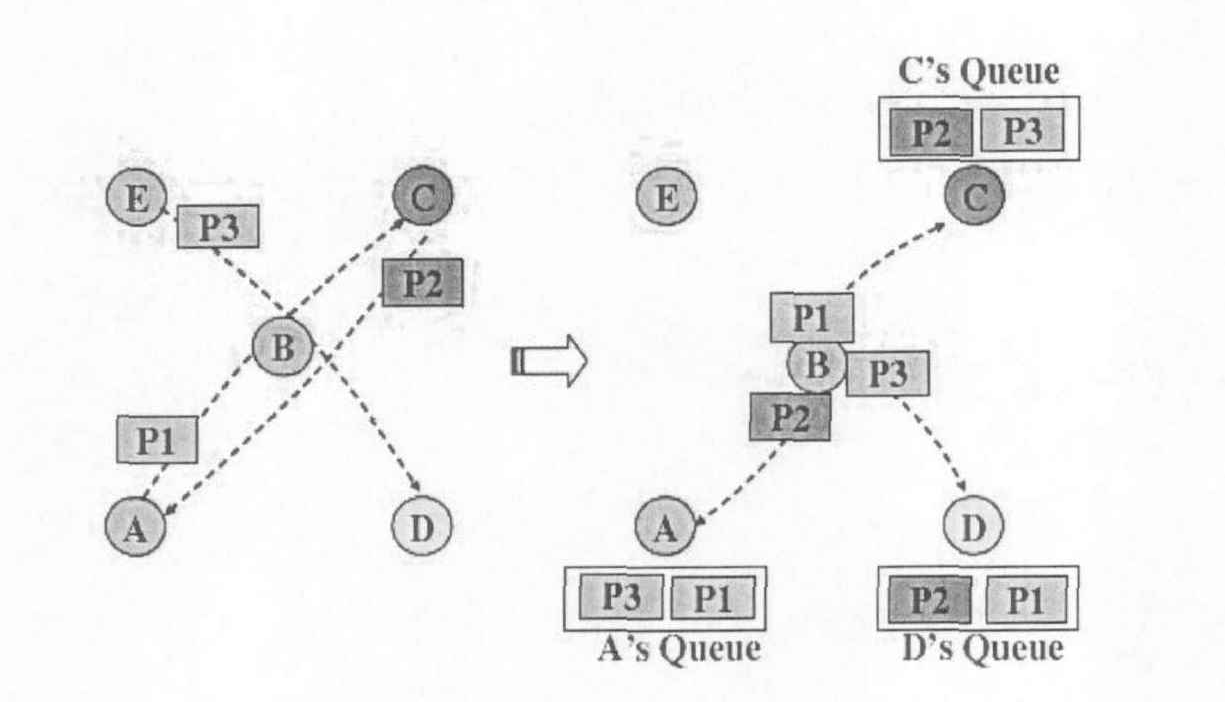 C's Queue
P2 P3
E C E C
P3
P2
P1
B B P3
P1 P2
A D A D
P3 P1 P2 P1
A's Queue D's Queue